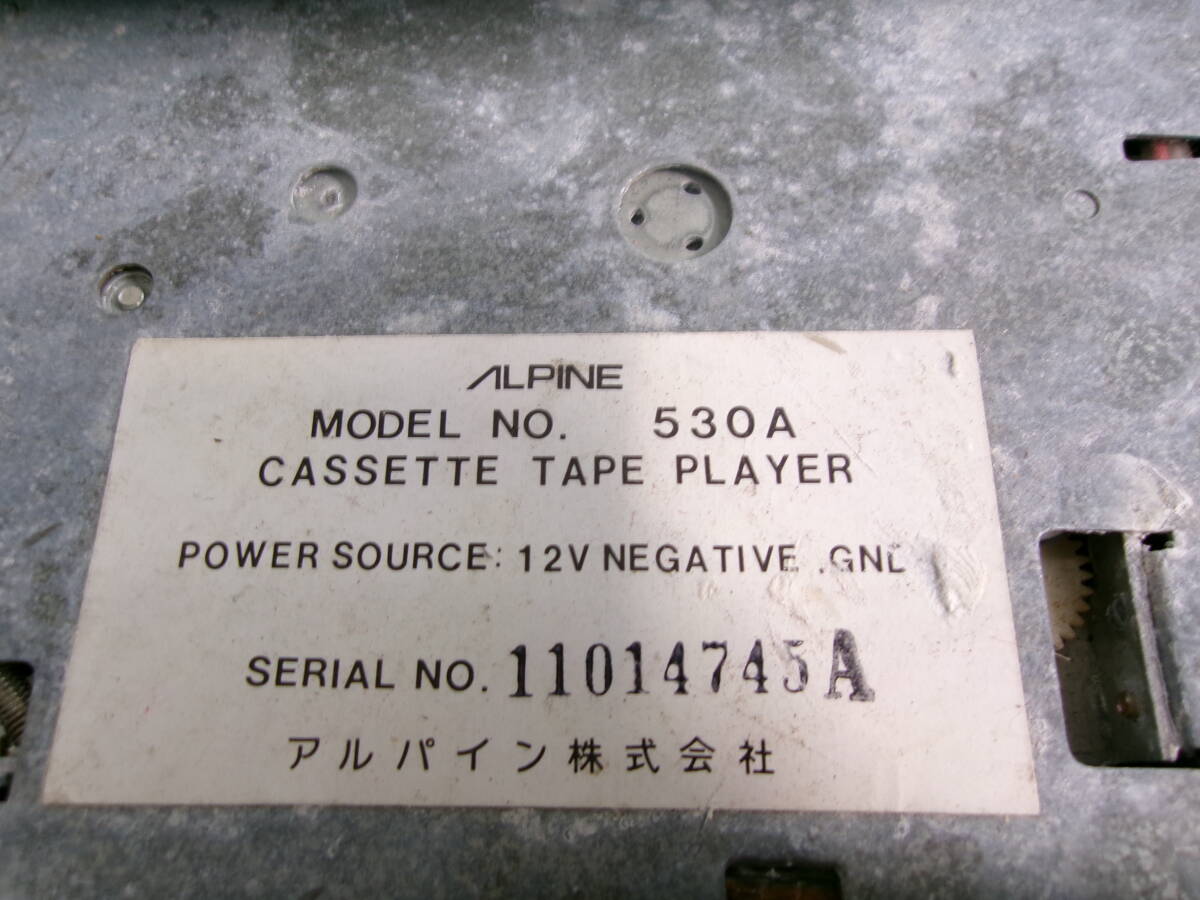 ALPINE
MODEL NO. 530A
CASSETTE TAPE PLAYER
POWER SOURCE: 12V NEGATIVE .GND
SERIAL NO. 11014745A
アルパイン株式会社